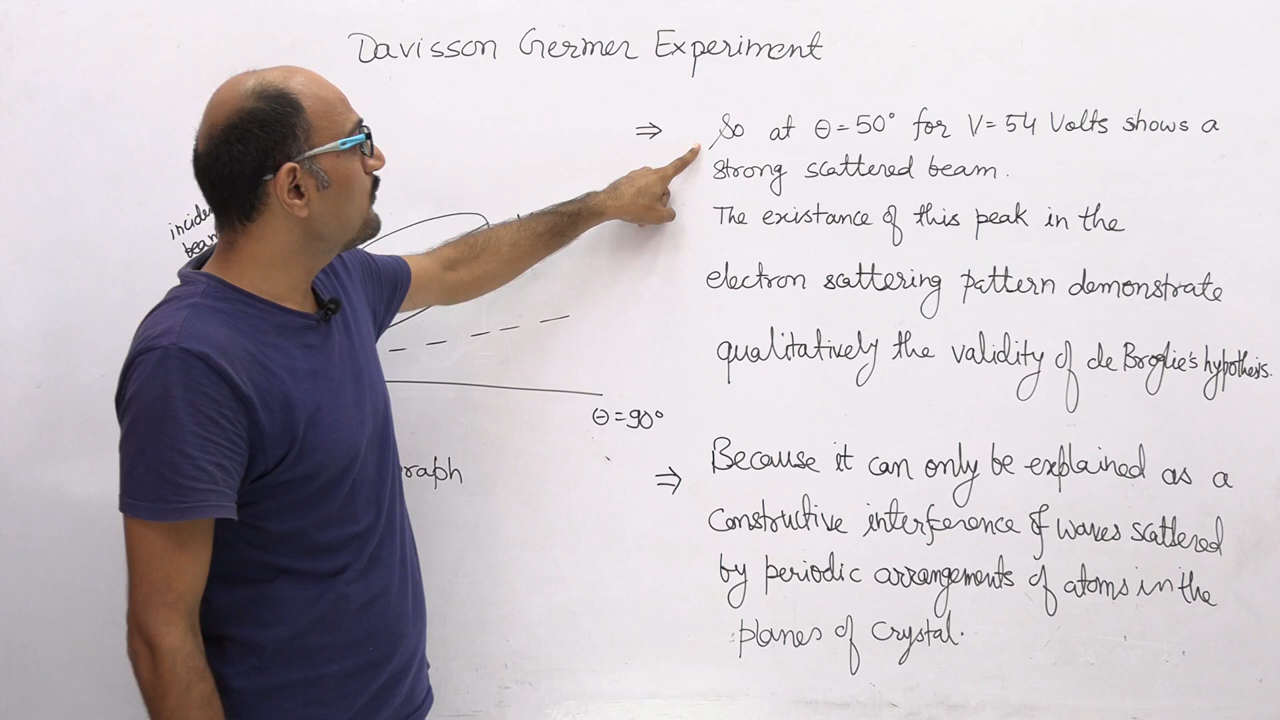 Davisson Germer Experiment
⇒ So at θ=50° for V=54 Volts shows a
strong scattered beam.
The existance of this peak in the
electron scattering pattern demonstrate
qualitatively the validity of de Broglie's hypothesis.
⇒ Because it can only be explained as a
constructive interference of waves scattered
by periodic arrangements of atoms in the
planes of crystal.
beam
θ=90°
raph